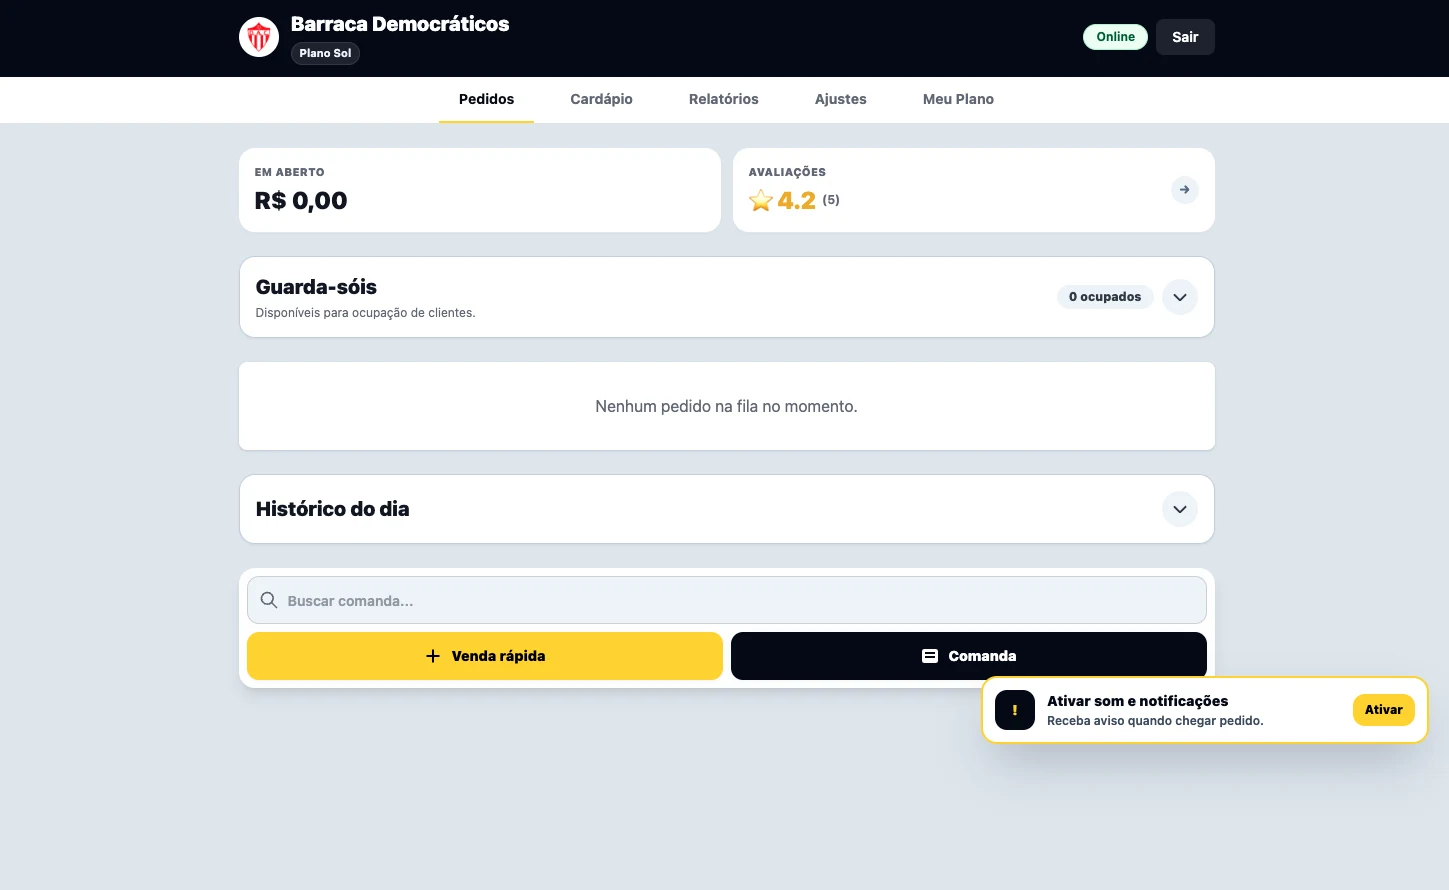 Barraca Democráticos
Plano Sol
Online
Sair
Pedidos
Cardápio
Relatórios
Ajustes
Meu Plano
EM ABERTO
R$ 0,00
AVALIAÇÕES
4.2 (5)
Guarda-sóis
Disponíveis para ocupação de clientes.
0 ocupados
Nenhum pedido na fila no momento.
Histórico do dia
Buscar comanda...
Venda rápida
Comanda
!
Ativar som e notificações
Receba aviso quando chegar pedido.
Ativar